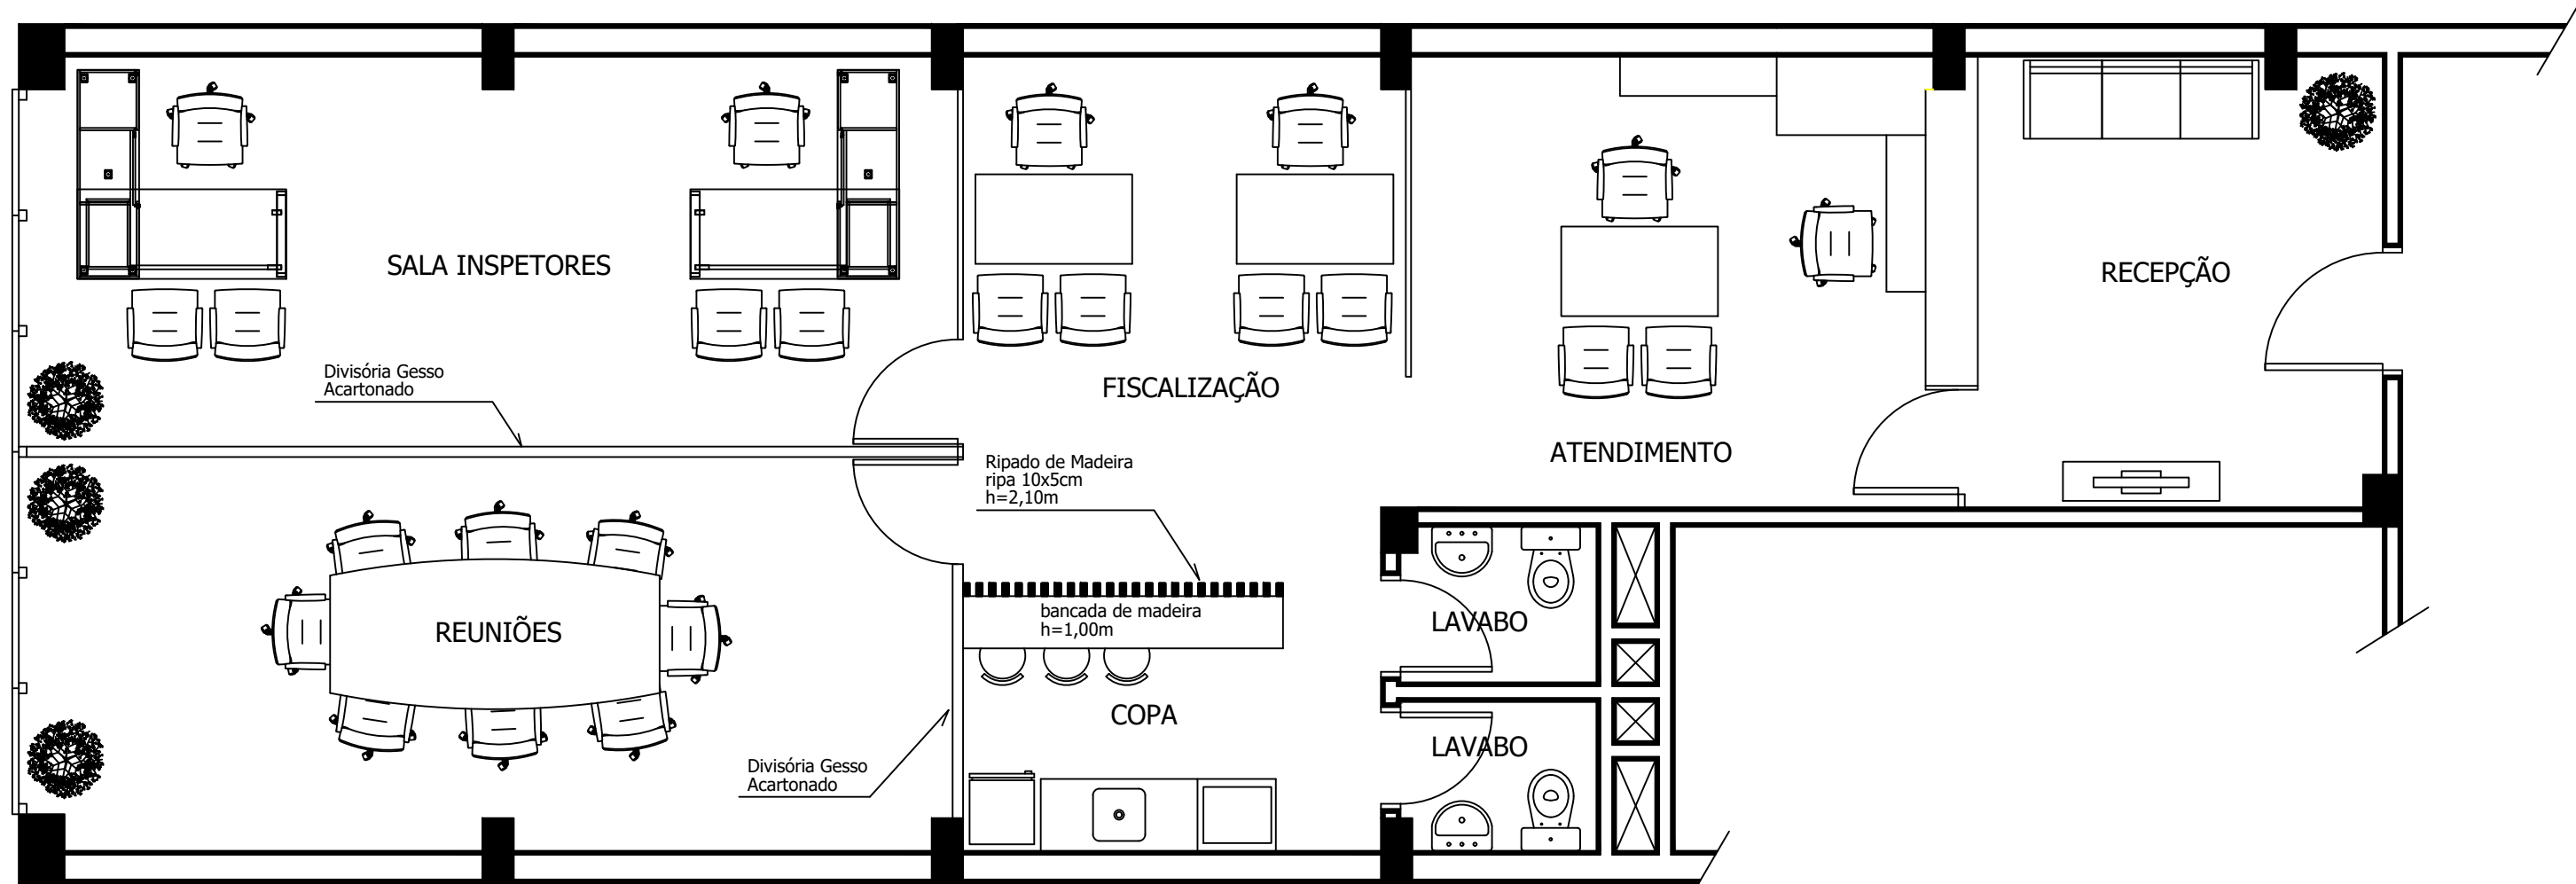 SALA INSPETORES
RECEPÇÃO
Divisória Gesso
Acartonado
FISCALIZAÇÃO
ATENDIMENTO
Ripado de Madeira
ripa 10x5cm
h=2,10m
bancada de madeira
h=1,00m
REUNIÕES
LAVABO
COPA
LAVABO
Divisória Gesso
Acartonado